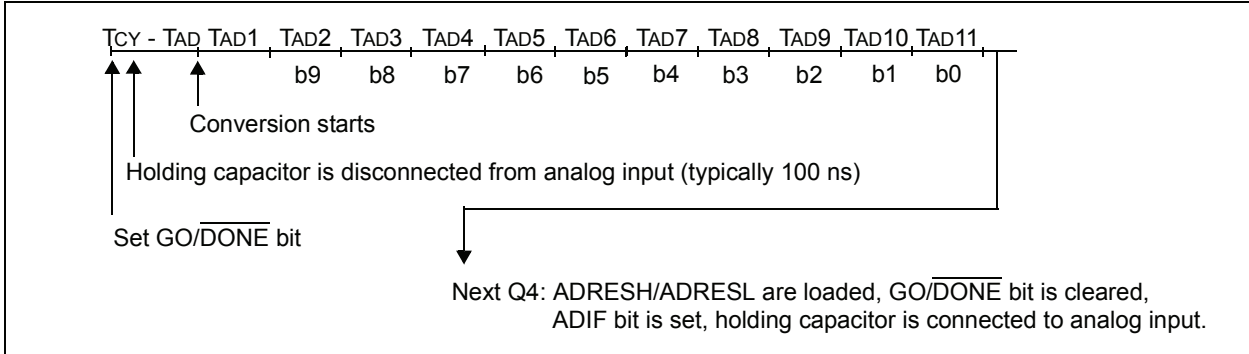 TCY - TAD TAD1 TAD2 TAD3 TAD4 TAD5 TAD6 TAD7 TAD8 TAD9 TAD10 TAD11
b9 b8 b7 b6 b5 b4 b3 b2 b1 b0
Conversion starts
Holding capacitor is disconnected from analog input (typically 100 ns)
Set GO/DONE bit
Next Q4: ADRESH/ADRESL are loaded, GO/DONE bit is cleared,
ADIF bit is set, holding capacitor is connected to analog input.